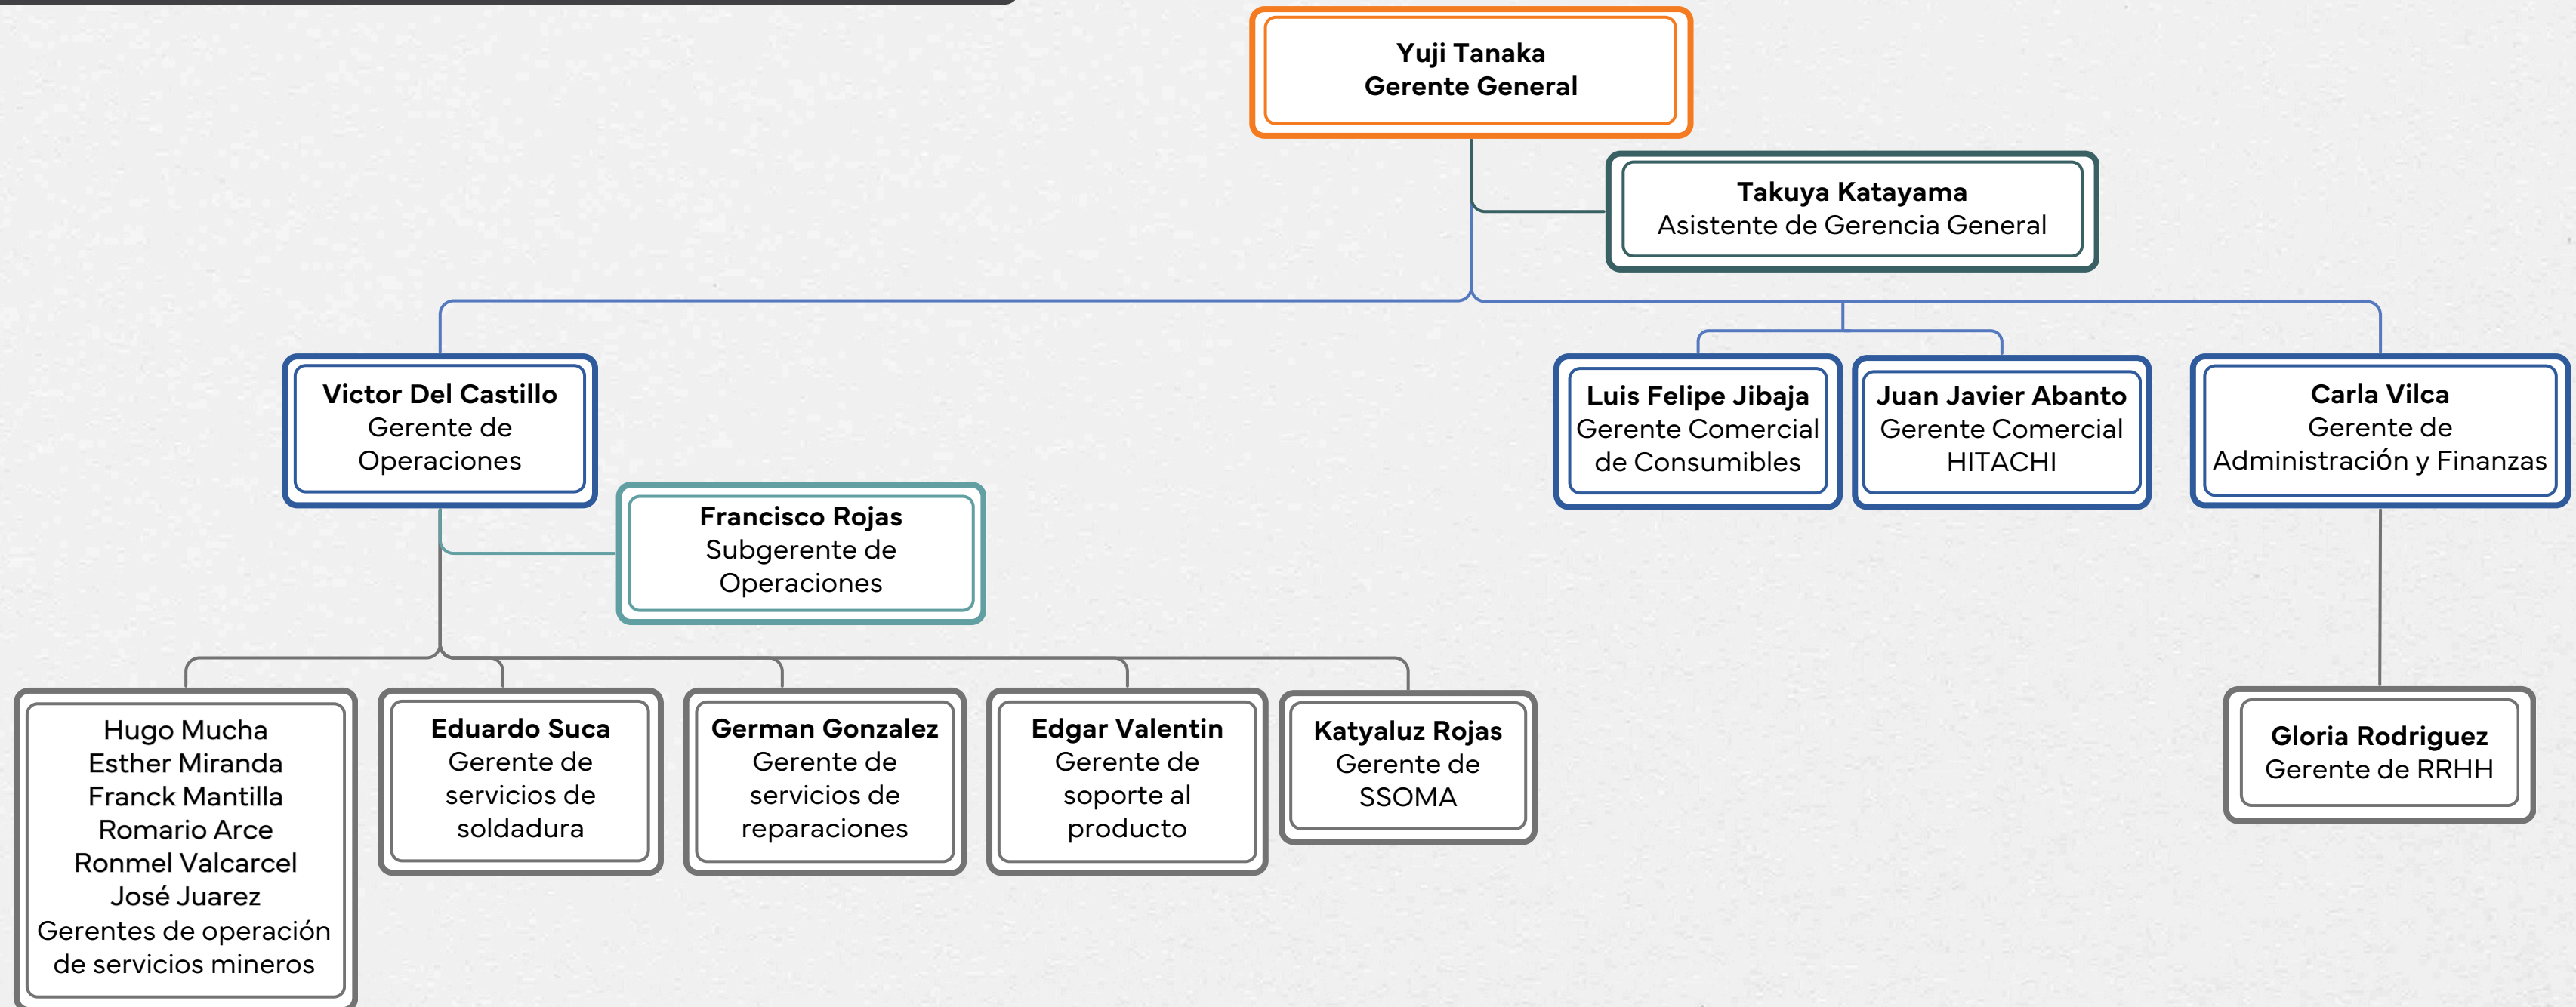 Yuji Tanaka
Gerente General
Takuya Katayama
Asistente de Gerencia General
Victor Del Castillo
Gerente de
Operaciones
Luis Felipe Jibaja
Gerente Comercial
de Consumibles
Juan Javier Abanto
Gerente Comercial
HITACHI
Carla Vilca
Gerente de
Administración y Finanzas
Francisco Rojas
Subgerente de
Operaciones
Hugo Mucha
Esther Miranda
Franck Mantilla
Romario Arce
Ronmel Valcarcel
José Juarez
Gerentes de operación
de servicios mineros
Eduardo Suca
Gerente de
servicios de
soldadura
German Gonzalez
Gerente de
servicios de
reparaciones
Edgar Valentin
Gerente de
soporte al
producto
Katyaluz Rojas
Gerente de
SSOMA
Gloria Rodriguez
Gerente de RRHH